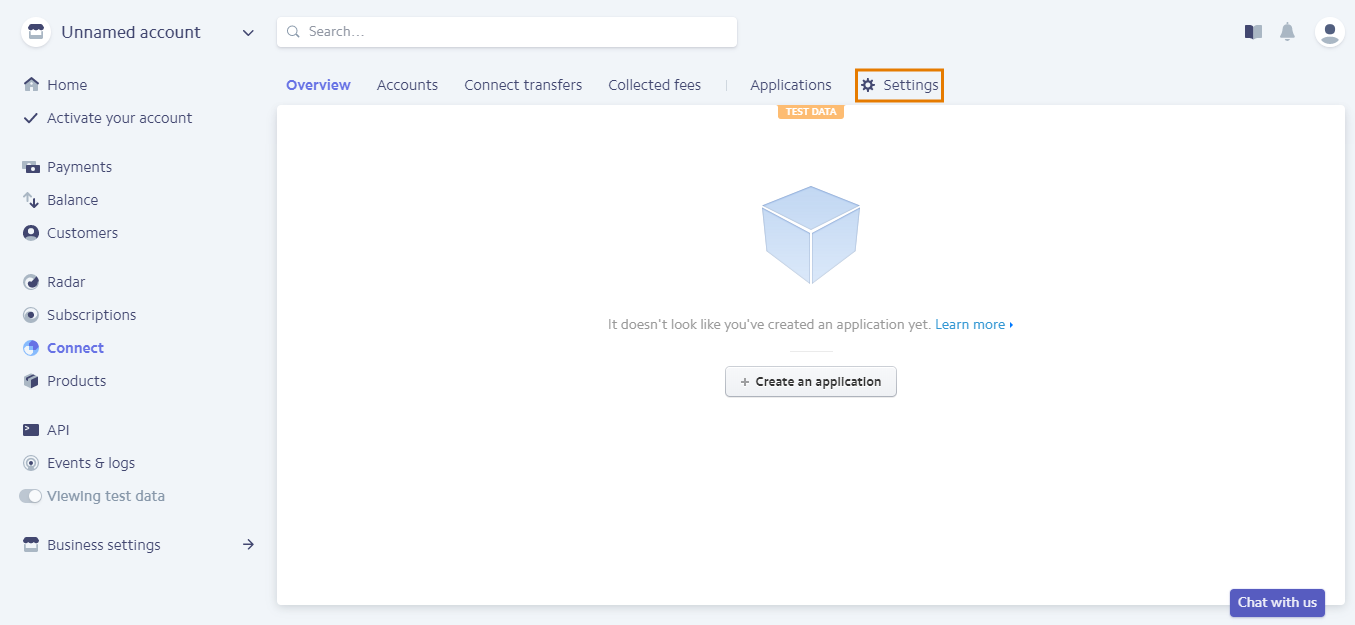 Unnamed account
Search...
Home
Activate your account
Payments
Balance
Customers
Radar
Subscriptions
Connect
Products
API
Events & logs
Viewing test data
Business settings
Overview Accounts Connect transfers Collected fees Applications Settings
TEST DATA
It doesn't look like you've created an application yet. Learn more
+ Create an application
Chat with us